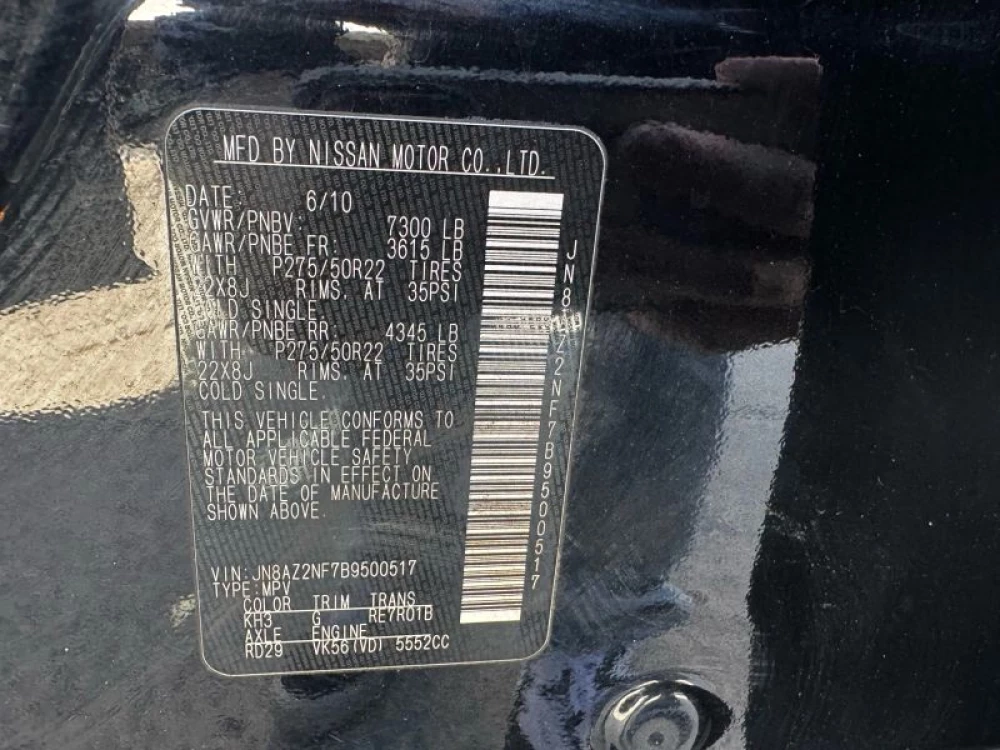 MFD BY NISSAN MOTOR CO.,LTD.
DATE: 6/10
GVWR/PNBV: 7300 LB
GAWR/PNBE FR: 3615 LB
WITH P275/50R22 TIRES
22X8J RIMS, AT 35PSI
COLD SINGLE.
GAWR/PNBE RR: 4345 LB
WITH P275/50R22 TIRES
22X8J RIMS, AT 35PSI
COLD SINGLE.
THIS VEHICLE CONFORMS TO
ALL APPLICABLE FEDERAL
MOTOR VEHICLE SAFETY
STANDARDS IN EFFECT ON
THE DATE OF MANUFACTURE
SHOWN ABOVE.
VIN:JN8AZ2NF7B9500517
TYPE:MPV
COLOR TRIM TRANS
KH3 G RE7R01B
AXLE ENGINE
RD29 VK56(VD) 5552CC
JN8AZ2NF7B9500517